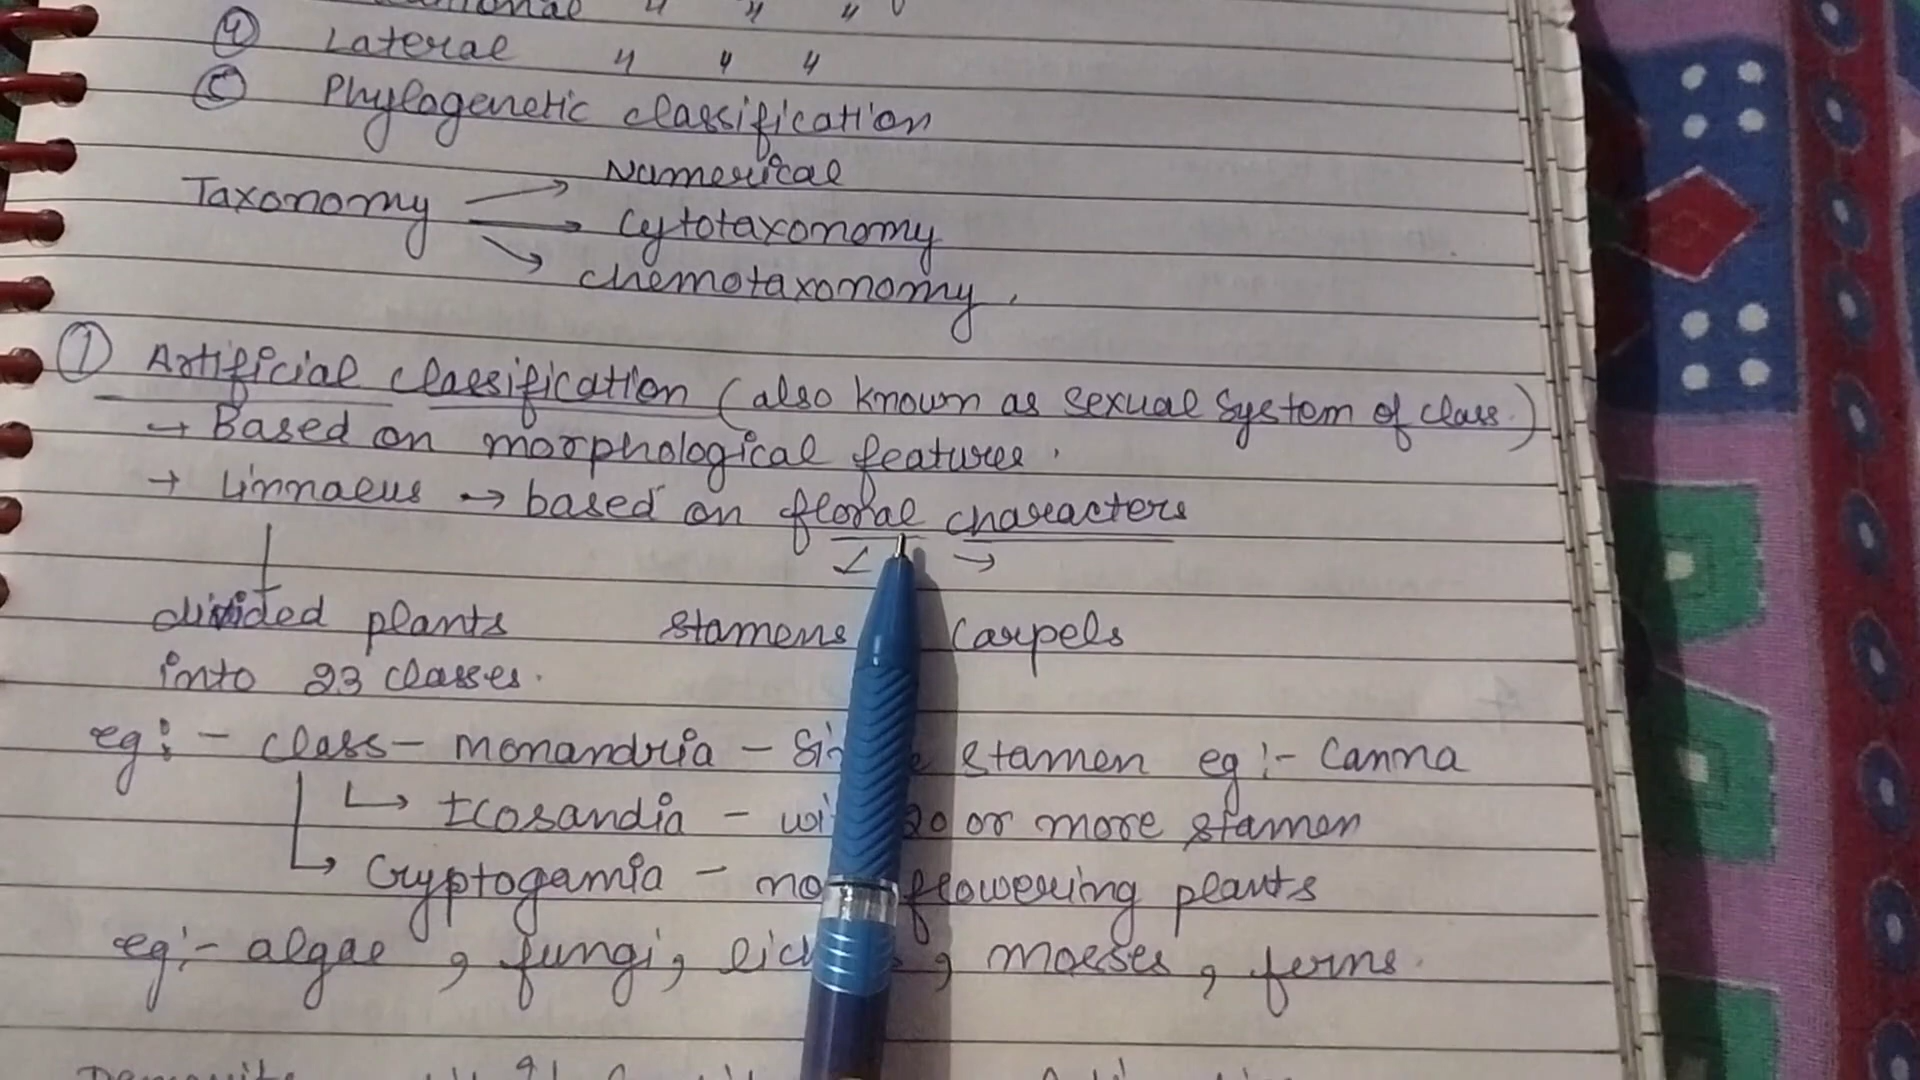 ④ Lateral " " "
⑤ Phylogenetic classification
Numerical
Taxonomy → Cytotaxonomy
Chemotaxonomy.
① Artificial classification (also known as sexual system of class.)
→ Based on morphological features.
→ Linnaeus → based on floral characters
divided plants stamens Carpels
into 23 classes.
eg:- class - monandria - stamen eg:- Canna
↳ Icosandia - 20 or more stamen
↳ Cryptogamia - flowering plants
eg:- algae, fungi, , mosses, ferns.